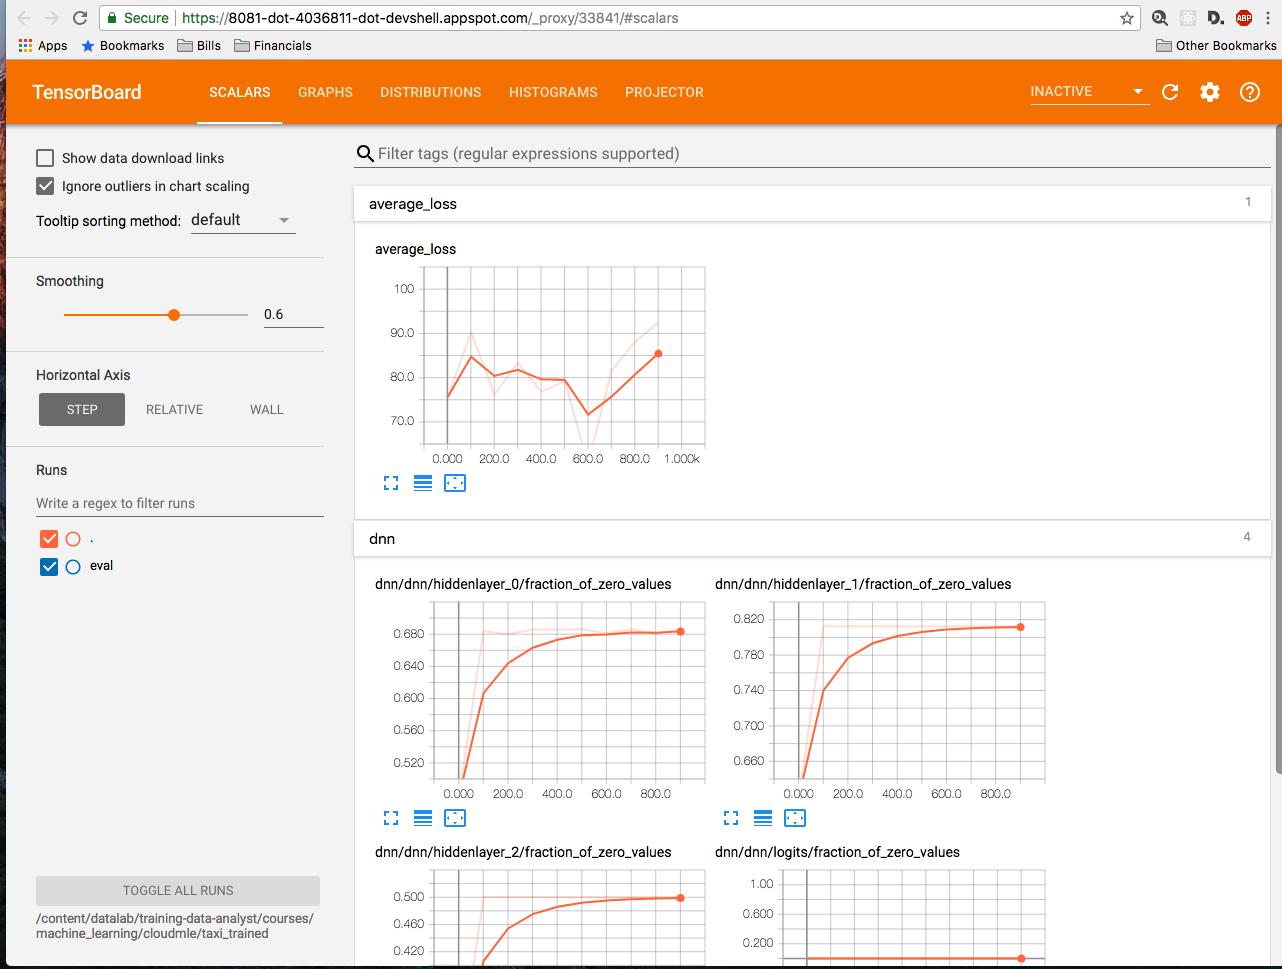 Secure https://8081-dot-4036811-dot-devshell.appspot.com/_proxy/33841/#scalars
D. ABP
Apps Bookmarks Bills Financials Other Bookmarks
TensorBoard SCALARS GRAPHS DISTRIBUTIONS HISTOGRAMS PROJECTOR INACTIVE
Show data download links
Ignore outliers in chart scaling
Tooltip sorting method: default
Smoothing
0.6
Horizontal Axis
STEP RELATIVE WALL
Runs
Write a regex to filter runs
.
eval
TOGGLE ALL RUNS
/content/datalab/training-data-analyst/courses/
machine_learning/cloudmle/taxi_trained
Filter tags (regular expressions supported)
average_loss 1
average_loss
100
90.0
80.0
70.0
0.000 200.0 400.0 600.0 800.0 1.000k
dnn 4
dnn/dnn/hiddenlayer_0/fraction_of_zero_values
0.680
0.640
0.600
0.560
0.520
0.000 200.0 400.0 600.0 800.0
dnn/dnn/hiddenlayer_1/fraction_of_zero_values
0.820
0.780
0.740
0.700
0.660
0.000 200.0 400.0 600.0 800.0
dnn/dnn/hiddenlayer_2/fraction_of_zero_values
0.500
0.460
0.420
dnn/dnn/logits/fraction_of_zero_values
1.00
0.600
0.200